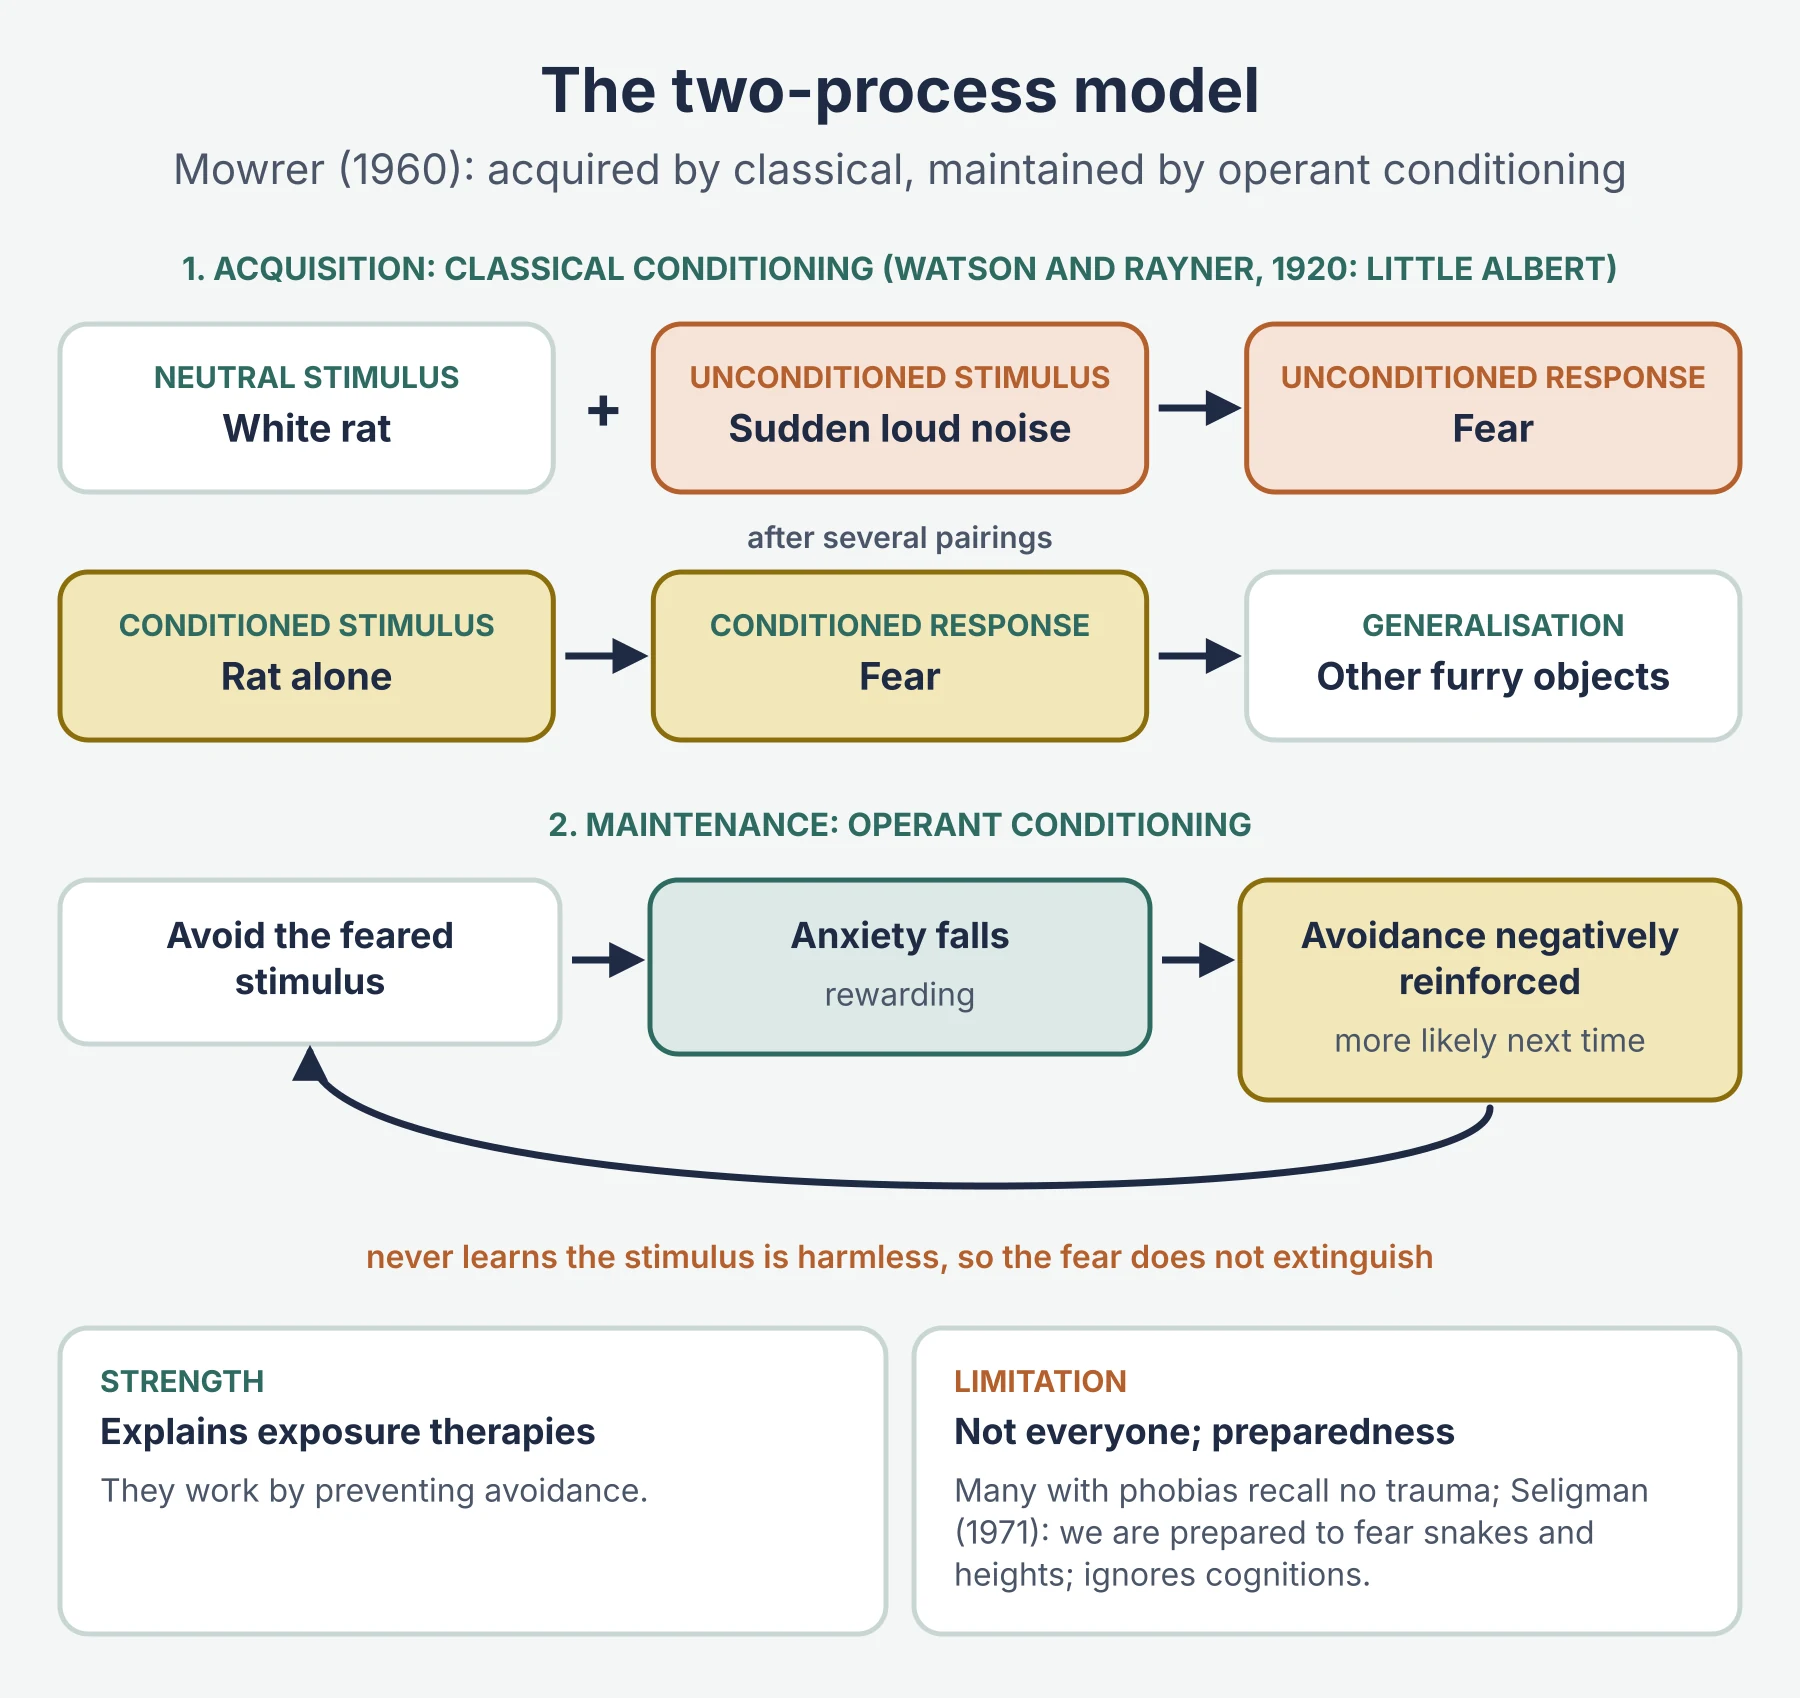 The two-process model
Mowrer (1960): acquired by classical, maintained by operant conditioning
1. ACQUISITION: CLASSICAL CONDITIONING (WATSON AND RAYNER, 1920: LITTLE ALBERT)
NEUTRAL STIMULUS
White rat
+
UNCONDITIONED STIMULUS
Sudden loud noise
UNCONDITIONED RESPONSE
Fear
after several pairings
CONDITIONED STIMULUS
Rat alone
CONDITIONED RESPONSE
Fear
GENERALISATION
Other furry objects
2. MAINTENANCE: OPERANT CONDITIONING
Avoid the feared
stimulus
Anxiety falls
rewarding
Avoidance negatively
reinforced
more likely next time
never learns the stimulus is harmless, so the fear does not extinguish
STRENGTH
Explains exposure therapies
They work by preventing avoidance.
LIMITATION
Not everyone; preparedness
Many with phobias recall no trauma; Seligman
(1971): we are prepared to fear snakes and
heights; ignores cognitions.